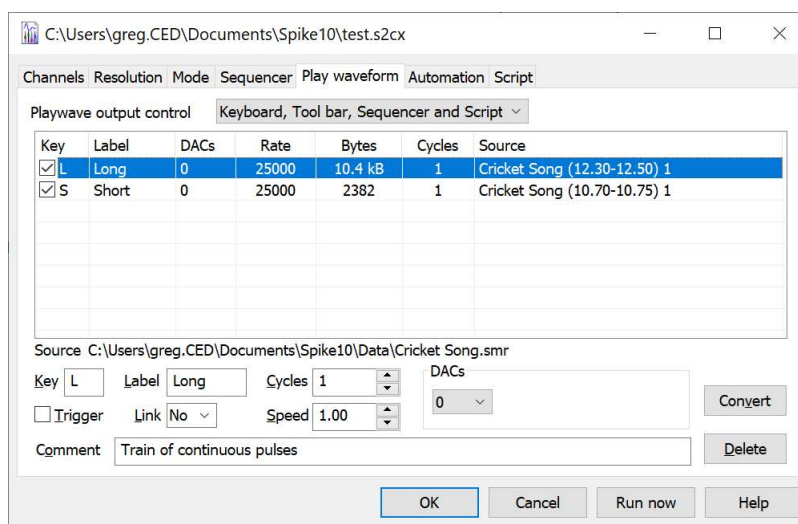 C:\Users\greg.CED\Documents\Spike10\test.s2cx
Channels Resolution Mode Sequencer Play waveform Automation Script
Playwave output control Keyboard, Tool bar, Sequencer and Script
Key Label DACs Rate Bytes Cycles Source
L Long 0 25000 10.4 kB 1 Cricket Song (12.30-12.50) 1
S Short 0 25000 2382 1 Cricket Song (10.70-10.75) 1
Source C:\Users\greg.CED\Documents\Spike10\Data\Cricket Song.smr
DACs
Key L Label Long Cycles 1 0 Convert
Trigger Link No Speed 1.00
Comment Train of continuous pulses Delete
OK Cancel Run now Help